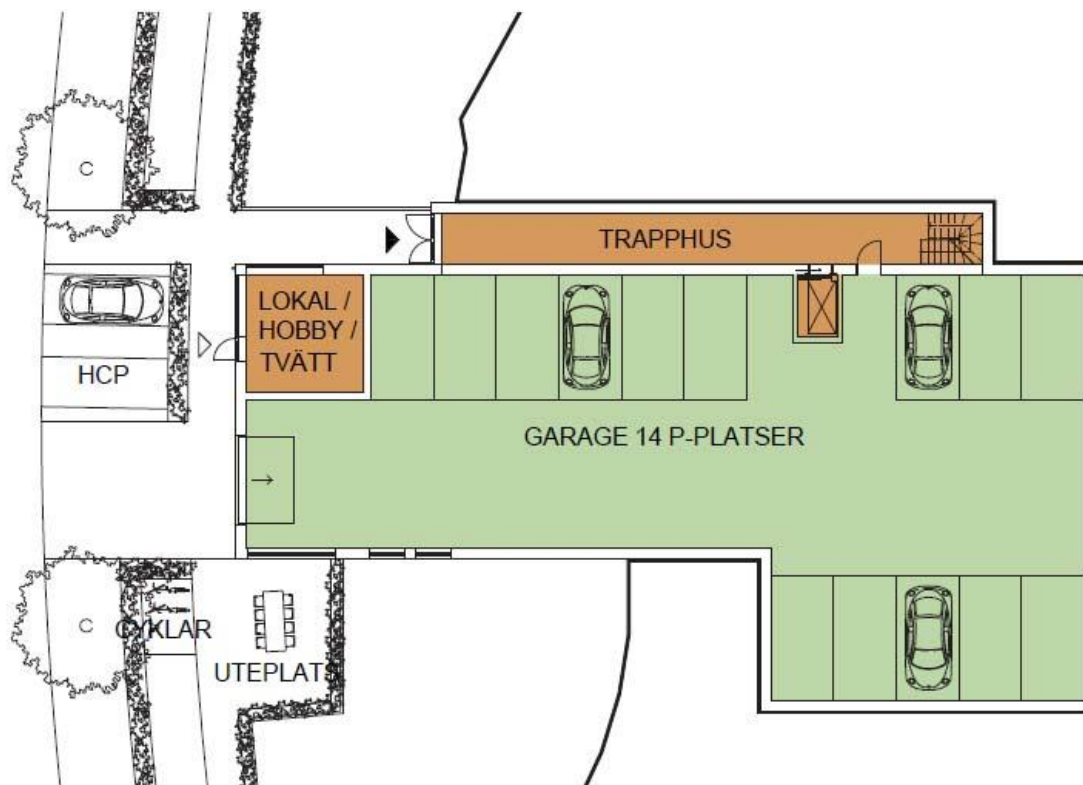 C
TRAPPHUS
LOKAL /
HOBBY /
TVÄTT
HCP
GARAGE 14 P-PLATSER
C
CYKLAR
UTEPLATS